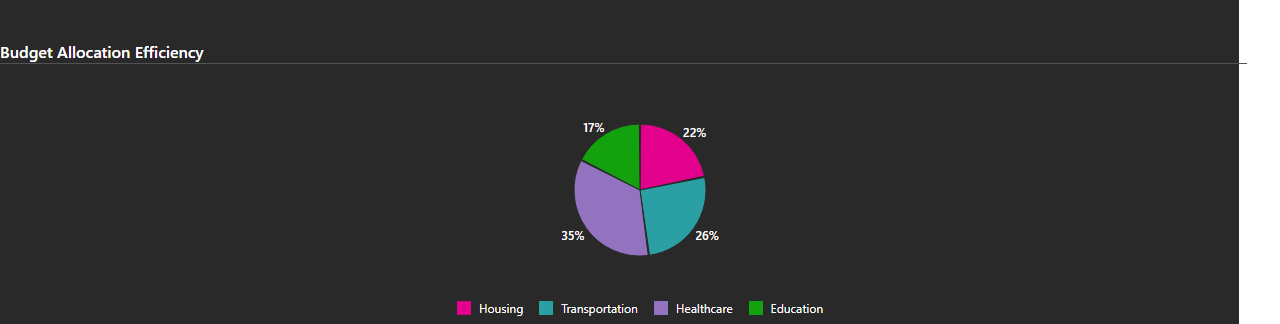 Budget Allocation Efficiency
17%
22%
35%
26%
Housing Transportation Healthcare Education